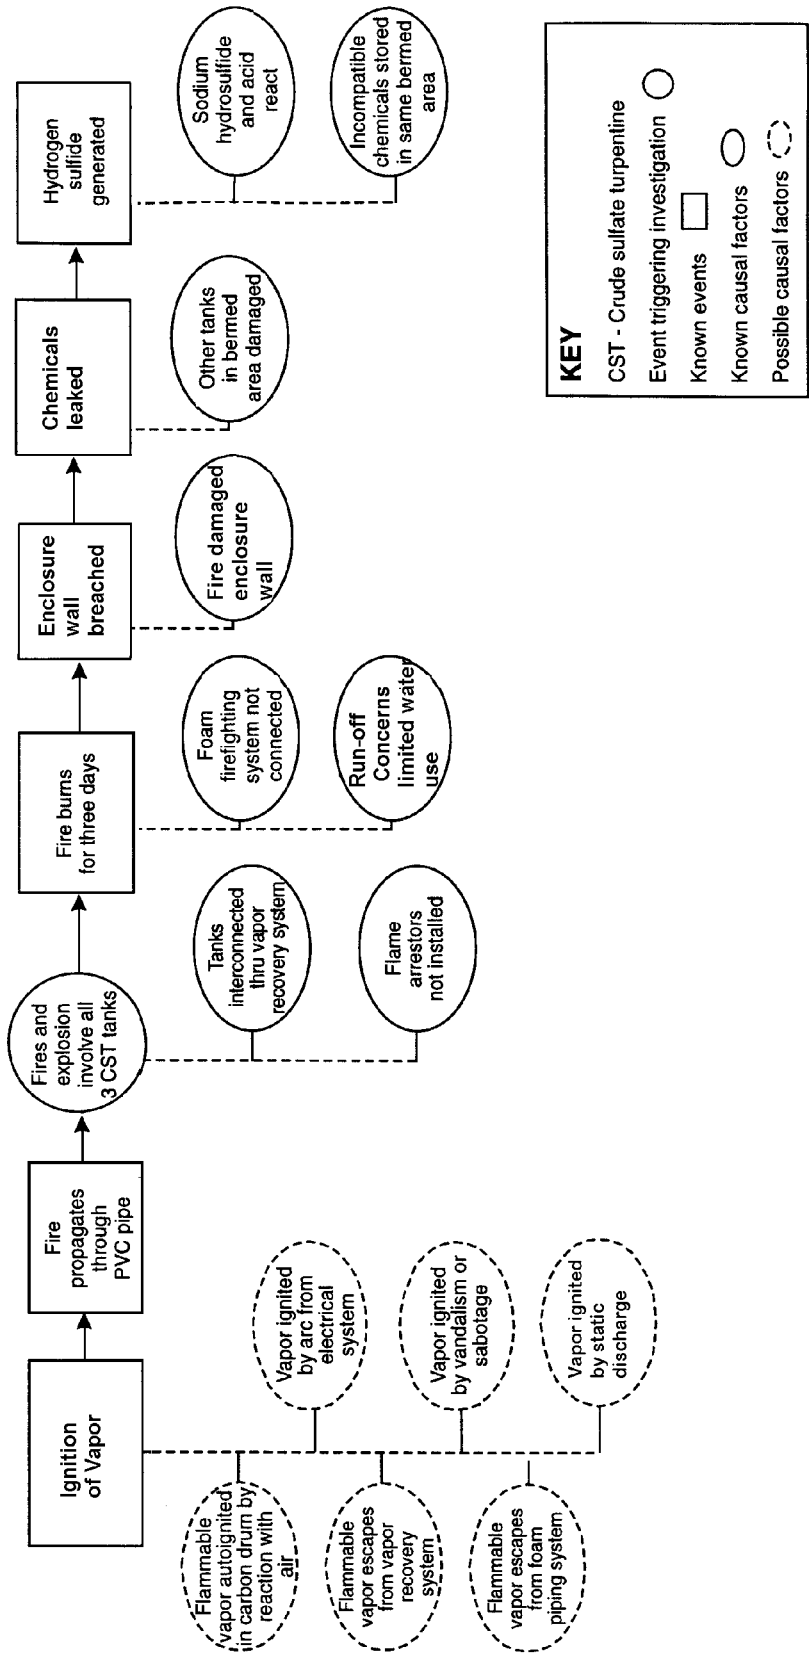 Ignition
of Vapor
Fire
propagates
through
PVC pipe
Fires and
explosion
involve all
3 CST tanks
Fire burns
for three days
Enclosure
wall
breached
Chemicals
leaked
Hydrogen
sulfide
generated
Flammable
vapor autoignited
in carbon drum by
reaction with
air
Vapor ignited
by arc from
electrical
system
Flammable
vapor escapes
from vapor
recovery
system
Vapor ignited
by vandalism or
sabotage
Flammable
vapor escapes
from foam
piping system
Vapor ignited
by static
discharge
Tanks
interconnected
thru vapor
recovery system
Flame
arrestors
not installed
Foam
firefighting
system not
connected
Run-off
Concerns
limited water
use
Fire damaged
enclosure
wall
Other tanks
in bermed
area damaged
Sodium
hydrosulfide
and acid
react
Incompatible
chemicals stored
in same bermed
area
KEY
CST - Crude sulfate turpentine
Event triggering investigation
Known events
Known causal factors
Possible causal factors